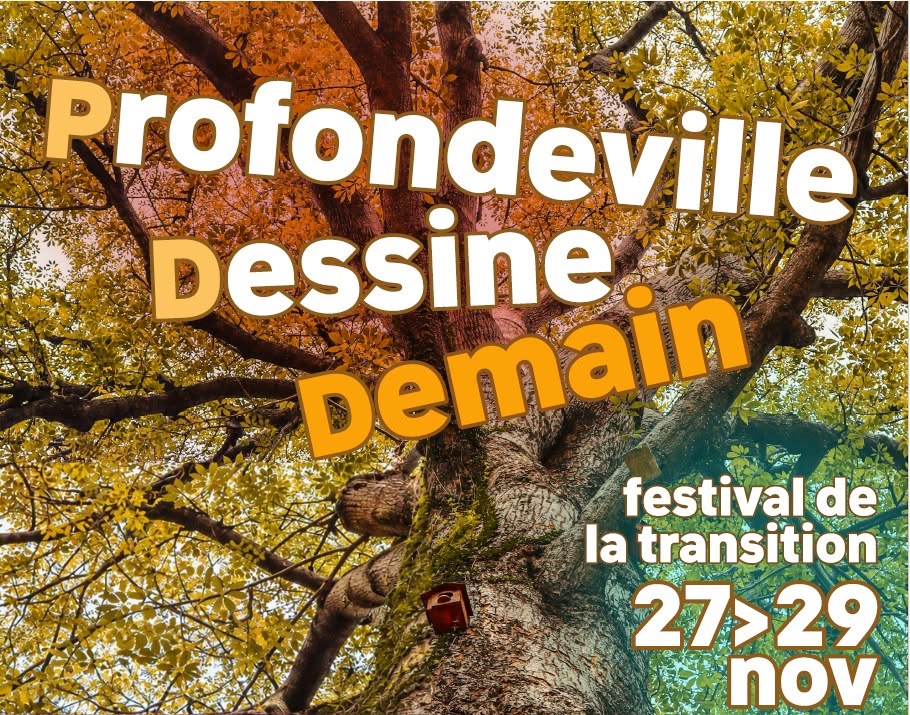 Profondeville
Dessine
Demain
festival de
la transition
27>29
nov